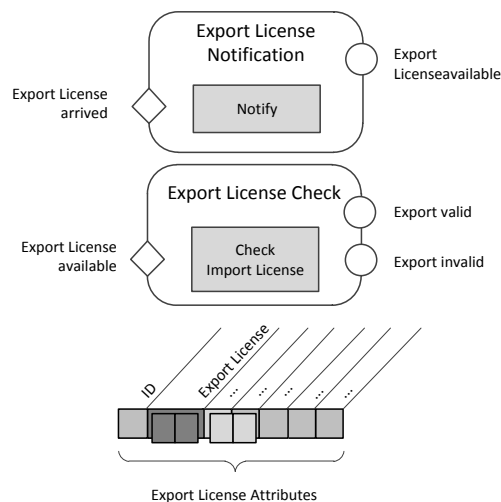 Export License
Notification
Export
Licenseavailable
Export License
arrived
Notify
Export License Check
Export valid
Export License
available
Check
Import License
Export invalid
ID
Export License
...
...
...
...
...
Export License Attributes